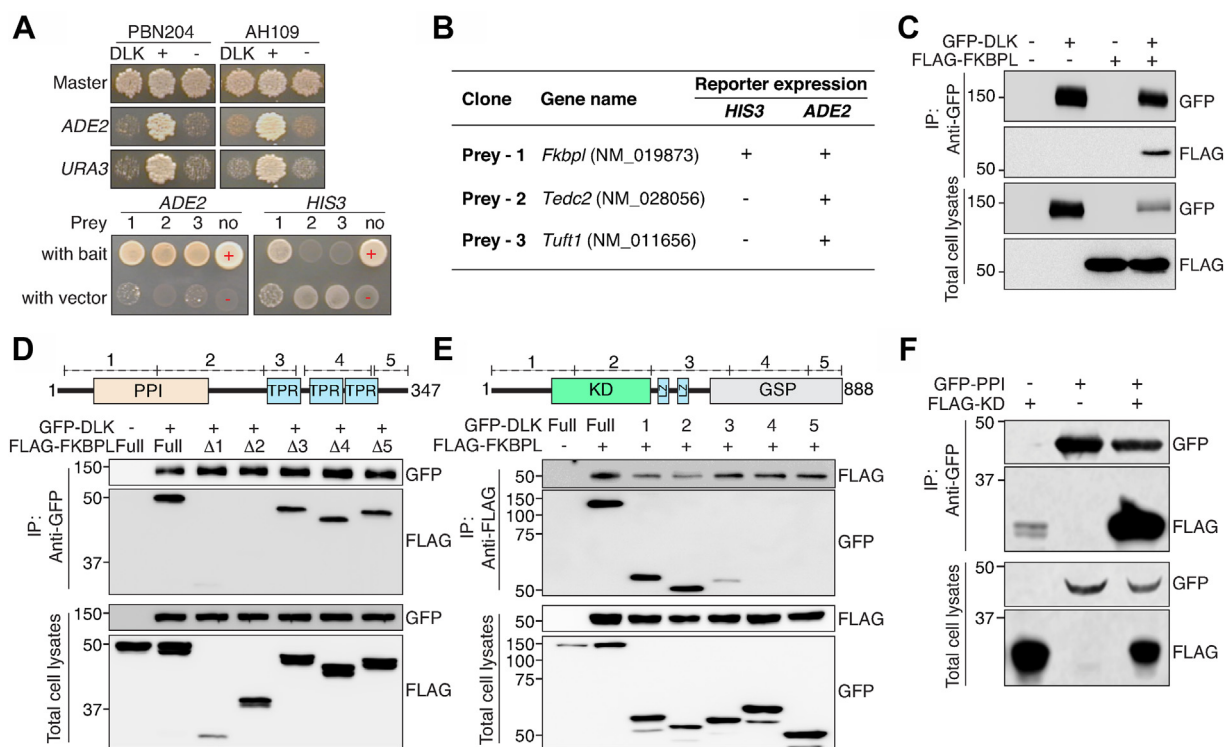 A
PBN204 AH109
DLK + - DLK + -
Master
ADE2
URA3
ADE2 HIS3
Prey 1 2 3 no 1 2 3 no
with bait + +
with vector - -
B
Clone Gene name Reporter expression
HIS3 ADE2
Prey - 1 Fkbpl (NM_019873) + +
Prey - 2 Tedc2 (NM_028056) - +
Prey - 3 Tuft1 (NM_011656) - +
C
GFP-DLK - + - +
FLAG-FKBPL - - + +
IP: Anti-GFP
150 GFP
50 FLAG
Total cell lysates
150 GFP
50 FLAG
D
1 2 3 4 5
PPI TPR TPR TPR
1 347
GFP-DLK - + + + + + +
FLAG-FKBPL Full Full Δ1 Δ2 Δ3 Δ4 Δ5
IP: Anti-GFP
150 GFP
50
37 FLAG
Total cell lysates
150 GFP
50
37 FLAG
E
1 2 3 4 5
1 KD LZ LZ GSP 888
GFP-DLK Full Full 1 2 3 4 5
FLAG-FKBPL - + + + + + +
IP: Anti-FLAG
50 FLAG
150
100
75
50 GFP
Total cell lysates
50 FLAG
150
100
75
50 GFP
F
GFP-PPI - + +
FLAG-KD + - +
IP: Anti-GFP
50 GFP
37
FLAG
Total cell lysates
50 GFP
37
FLAG